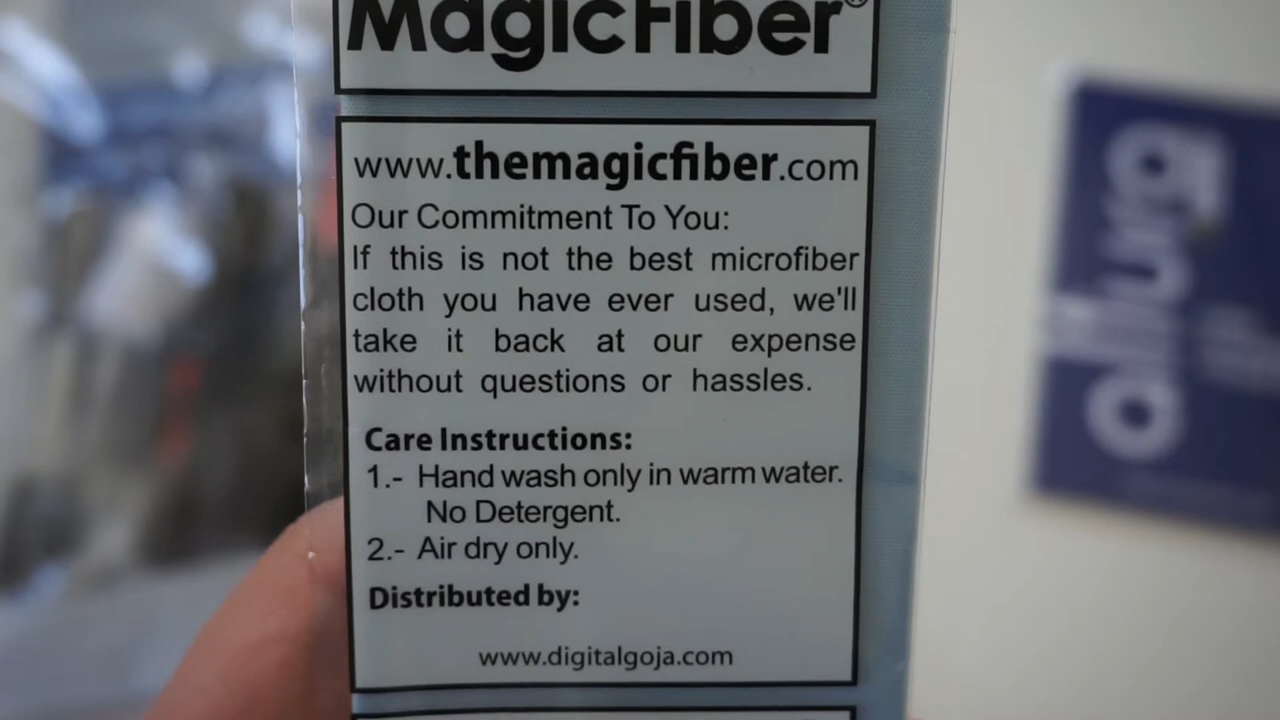 MagicFiber®
www.themagicfiber.com
Our Commitment To You:
If this is not the best microfiber
cloth you have ever used, we'll
take it back at our expense
without questions or hassles.
Care Instructions:
1.- Hand wash only in warm water.
No Detergent.
2.- Air dry only.
Distributed by:
www.digitalgoja.com